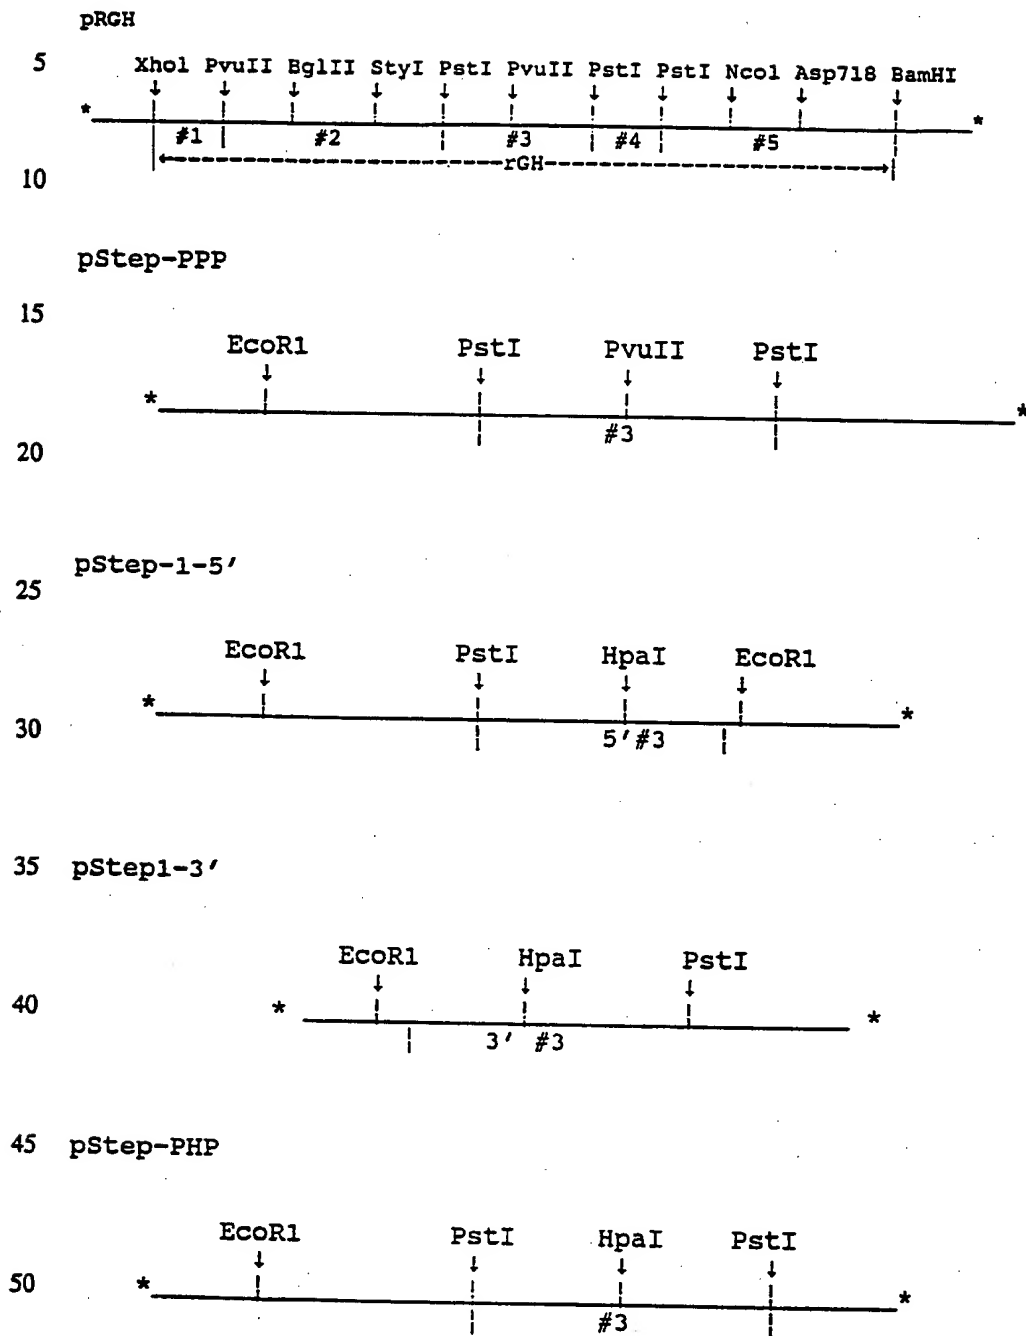 pRGH
5
Xhol PvuII BglII StyI PstI PvuII PstI PstI Ncol Asp718 BamHI
* *
#1 #2 #3 #4 #5
rGH
10
pStep-PPP
15
EcoR1 PstI PvuII PstI
* *
#3
20
pStep-1-5′
25
EcoR1 PstI HpaI EcoR1
* *
30
5′#3
35 pStep1-3′
EcoR1 HpaI PstI
40 * *
3′ #3
45 pStep-PHP
EcoR1 PstI HpaI PstI
50 * *
#3